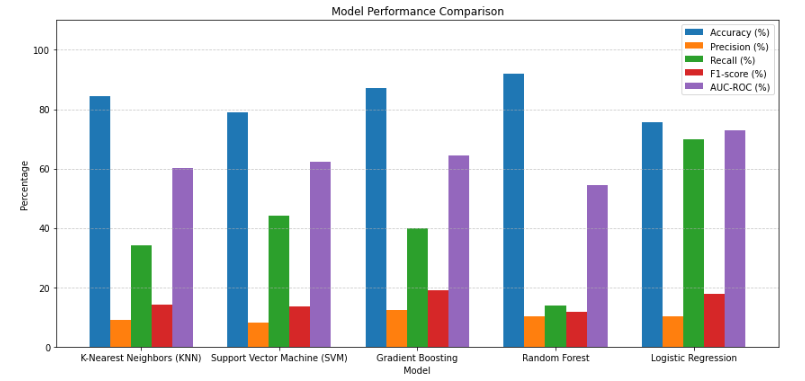 Model Performance Comparison
Accuracy (%)
Precision (%)
Recall (%)
F1-score (%)
AUC-ROC (%)
Percentage
100
80
60
40
20
0
K-Nearest Neighbors (KNN) Support Vector Machine (SVM) Gradient Boosting Random Forest Logistic Regression
Model